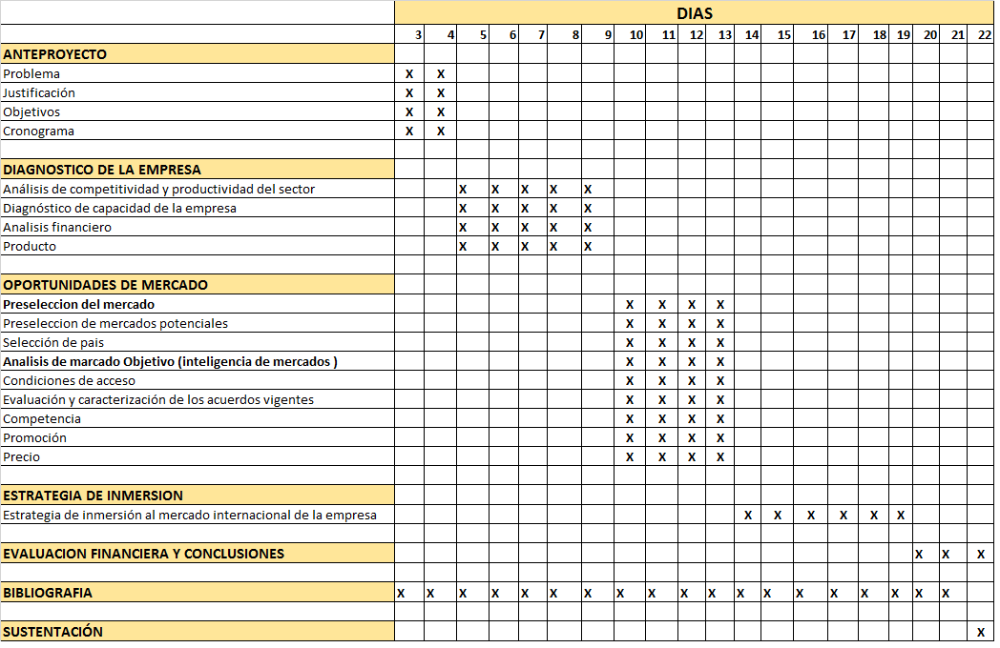 DIAS
3 4 5 6 7 8 9 10 11 12 13 14 15 16 17 18 19 20 21 22
ANTEPROYECTO
Problema X X
Justificación X X
Objetivos X X
Cronograma X X
DIAGNOSTICO DE LA EMPRESA
Análisis de competitividad y productividad del sector X X X X X
Diagnóstico de capacidad de la empresa X X X X X
Analisis financiero X X X X X
Producto X X X X X
OPORTUNIDADES DE MERCADO
Preseleccion del mercado X X X X
Preseleccion de mercados potenciales X X X X
Selección de pais X X X X
Analisis de marcado Objetivo (inteligencia de mercados ) X X X X
Condiciones de acceso X X X X
Evaluación y caracterización de los acuerdos vigentes X X X X
Competencia X X X X
Promoción X X X X
Precio X X X X
ESTRATEGIA DE INMERSION
Estrategia de inmersión al mercado internacional de la empresa X X X X X X
EVALUACION FINANCIERA Y CONCLUSIONES X X X
BIBLIOGRAFIA X X X X X X X X X X X X X X X X X X X
SUSTENTACIÓN X